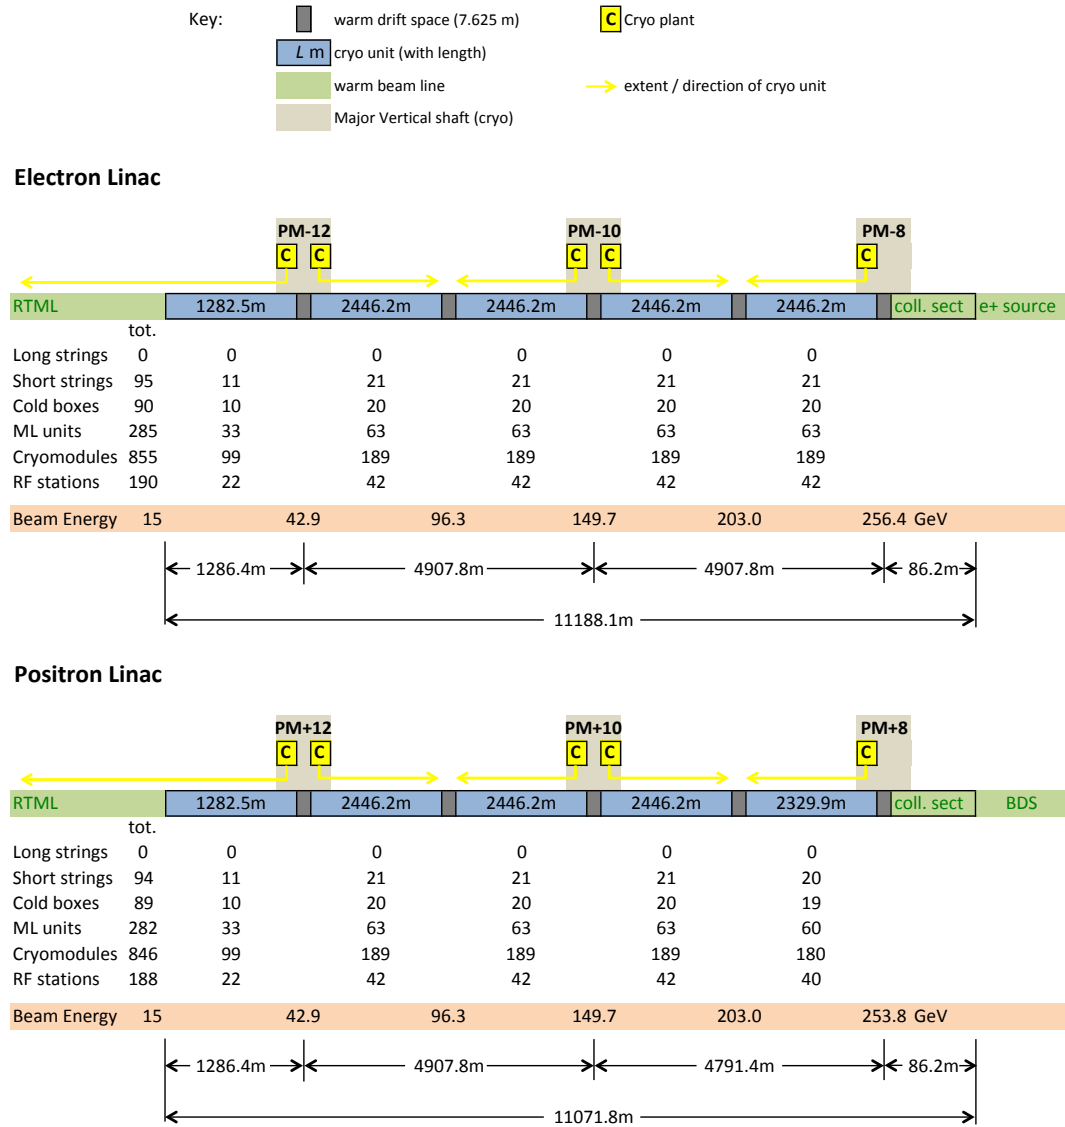 Key: warm drift space (7.625 m) C Cryo plant
L m cryo unit (with length)
warm beam line extent / direction of cryo unit
Major Vertical shaft (cryo)
Electron Linac
PM-12 PM-10 PM-8
C C C C C
RTML 1282.5m 2446.2m 2446.2m 2446.2m 2446.2m coll. sect e+ source
tot.
Long strings 0 0 0 0 0 0
Short strings 95 11 21 21 21 21
Cold boxes 90 10 20 20 20 20
ML units 285 33 63 63 63 63
Cryomodules 855 99 189 189 189 189
RF stations 190 22 42 42 42 42
Beam Energy 15 42.9 96.3 149.7 203.0 256.4 GeV
1286.4m 4907.8m 4907.8m 86.2m
11188.1m
Positron Linac
PM+12 PM+10 PM+8
C C C C C
RTML 1282.5m 2446.2m 2446.2m 2446.2m 2329.9m coll. sect BDS
tot.
Long strings 0 0 0 0 0 0
Short strings 94 11 21 21 21 20
Cold boxes 89 10 20 20 20 19
ML units 282 33 63 63 63 60
Cryomodules 846 99 189 189 189 180
RF stations 188 22 42 42 42 40
Beam Energy 15 42.9 96.3 149.7 203.0 253.8 GeV
1286.4m 4907.8m 4791.4m 86.2m
11071.8m